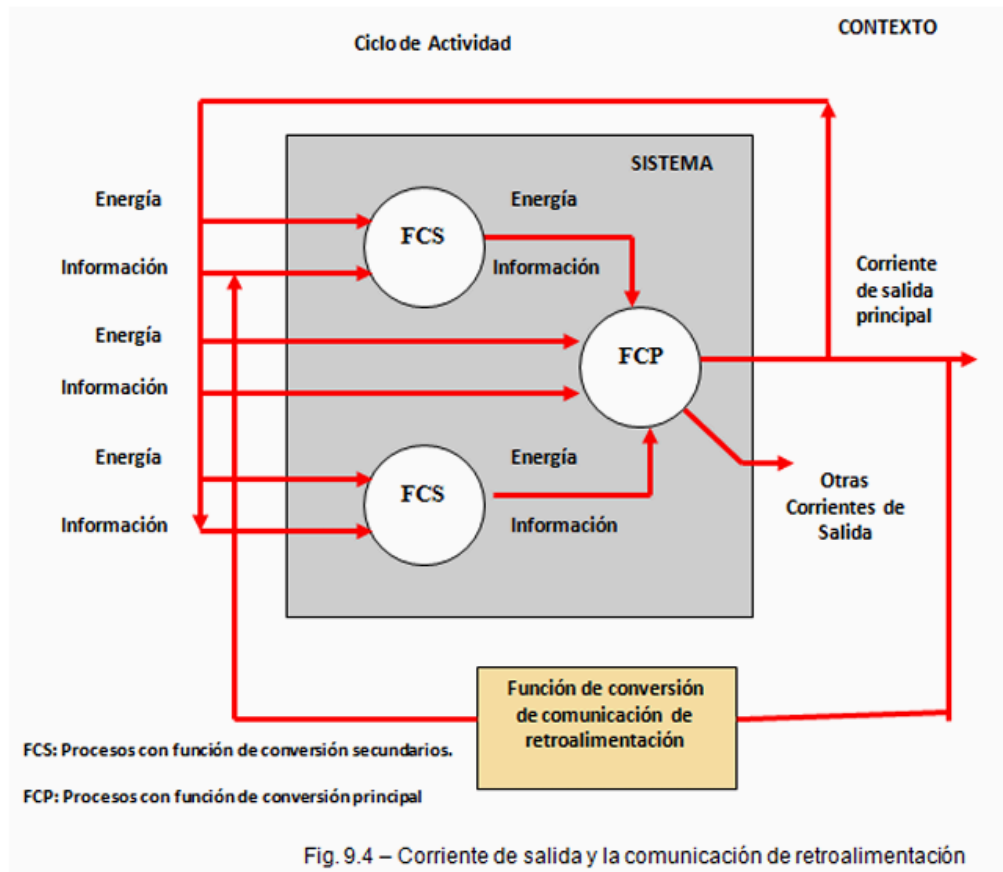 CONTEXTO
Ciclo de Actividad
SISTEMA
Energía
FCS
Energía
Información
Información
Corriente
de salida
principal
Energía
FCP
Información
Energía
FCS
Energía
Información
Información
Otras
Corrientes de
Salida
Función de conversión
de comunicación de
retroalimentación
FCS: Procesos con función de conversión secundarios.
FCP: Procesos con función de conversión principal
Fig. 9.4 – Corriente de salida y la comunicación de retroalimentación